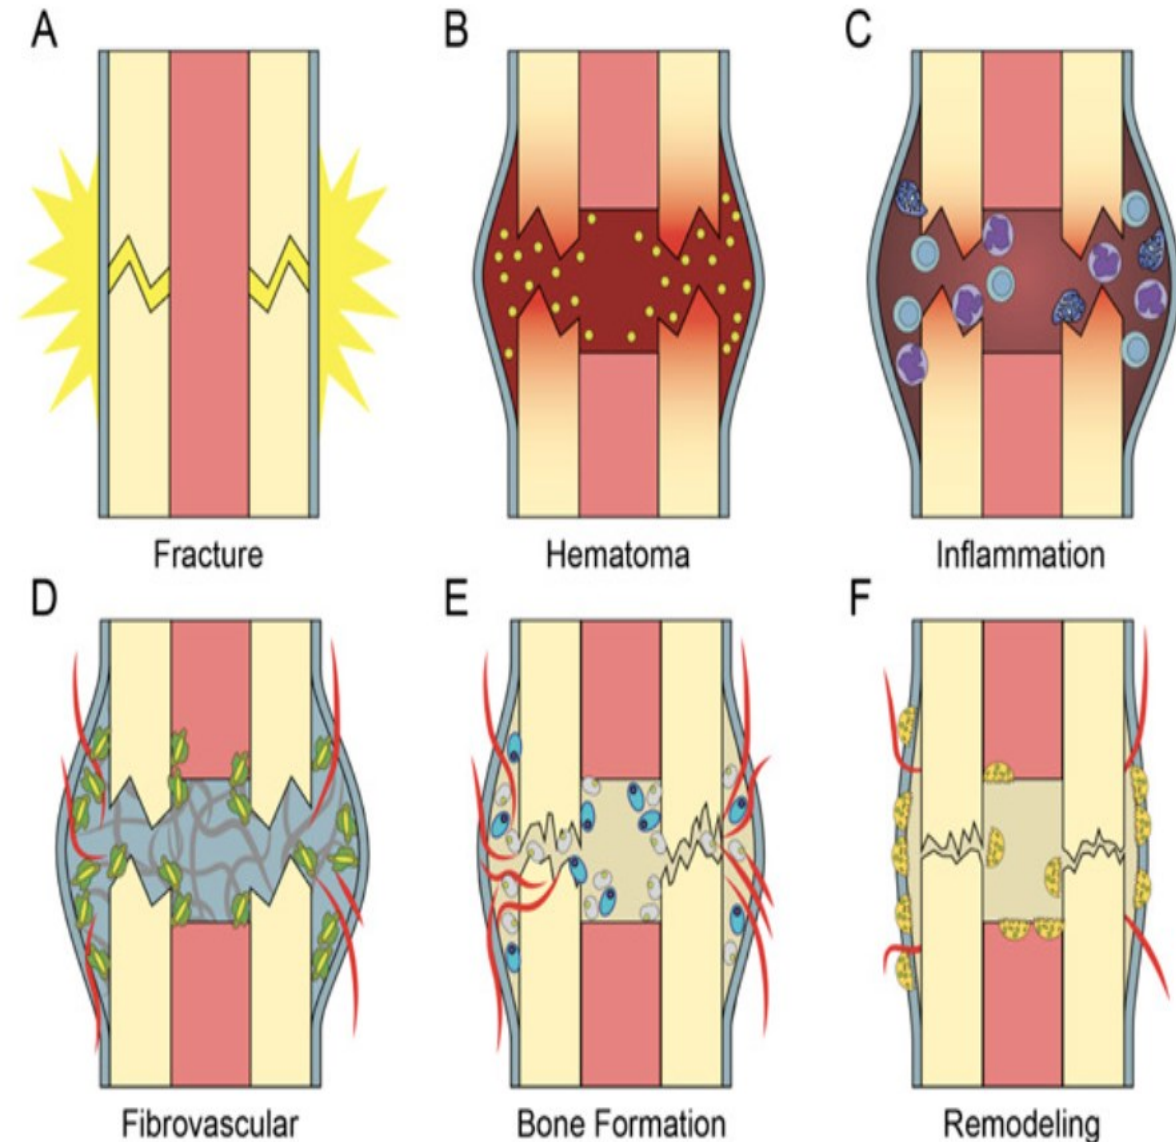 A
B
C
Fracture
Hematoma
Inflammation
D
E
F
Fibrovascular
Bone Formation
Remodeling